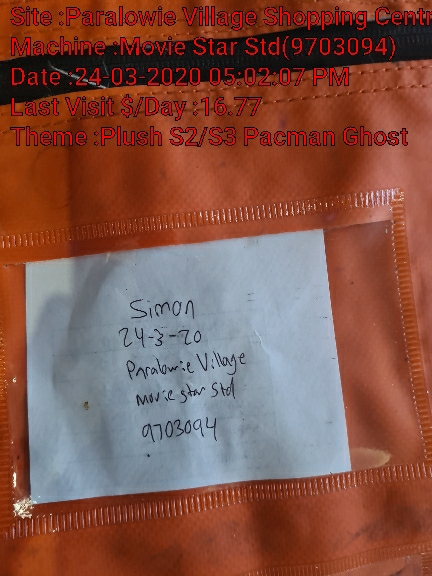 Site :Paralowie Village Shopping Centr
Machine :Movie Star Std(9703094)
Date :24-03-2020 05:02:07 PM
Last Visit $/Day :16.77
Theme :Plush S2/S3 Pacman Ghost
Simon
24-3-20
Paralowie Village
Movie star Std
9703094